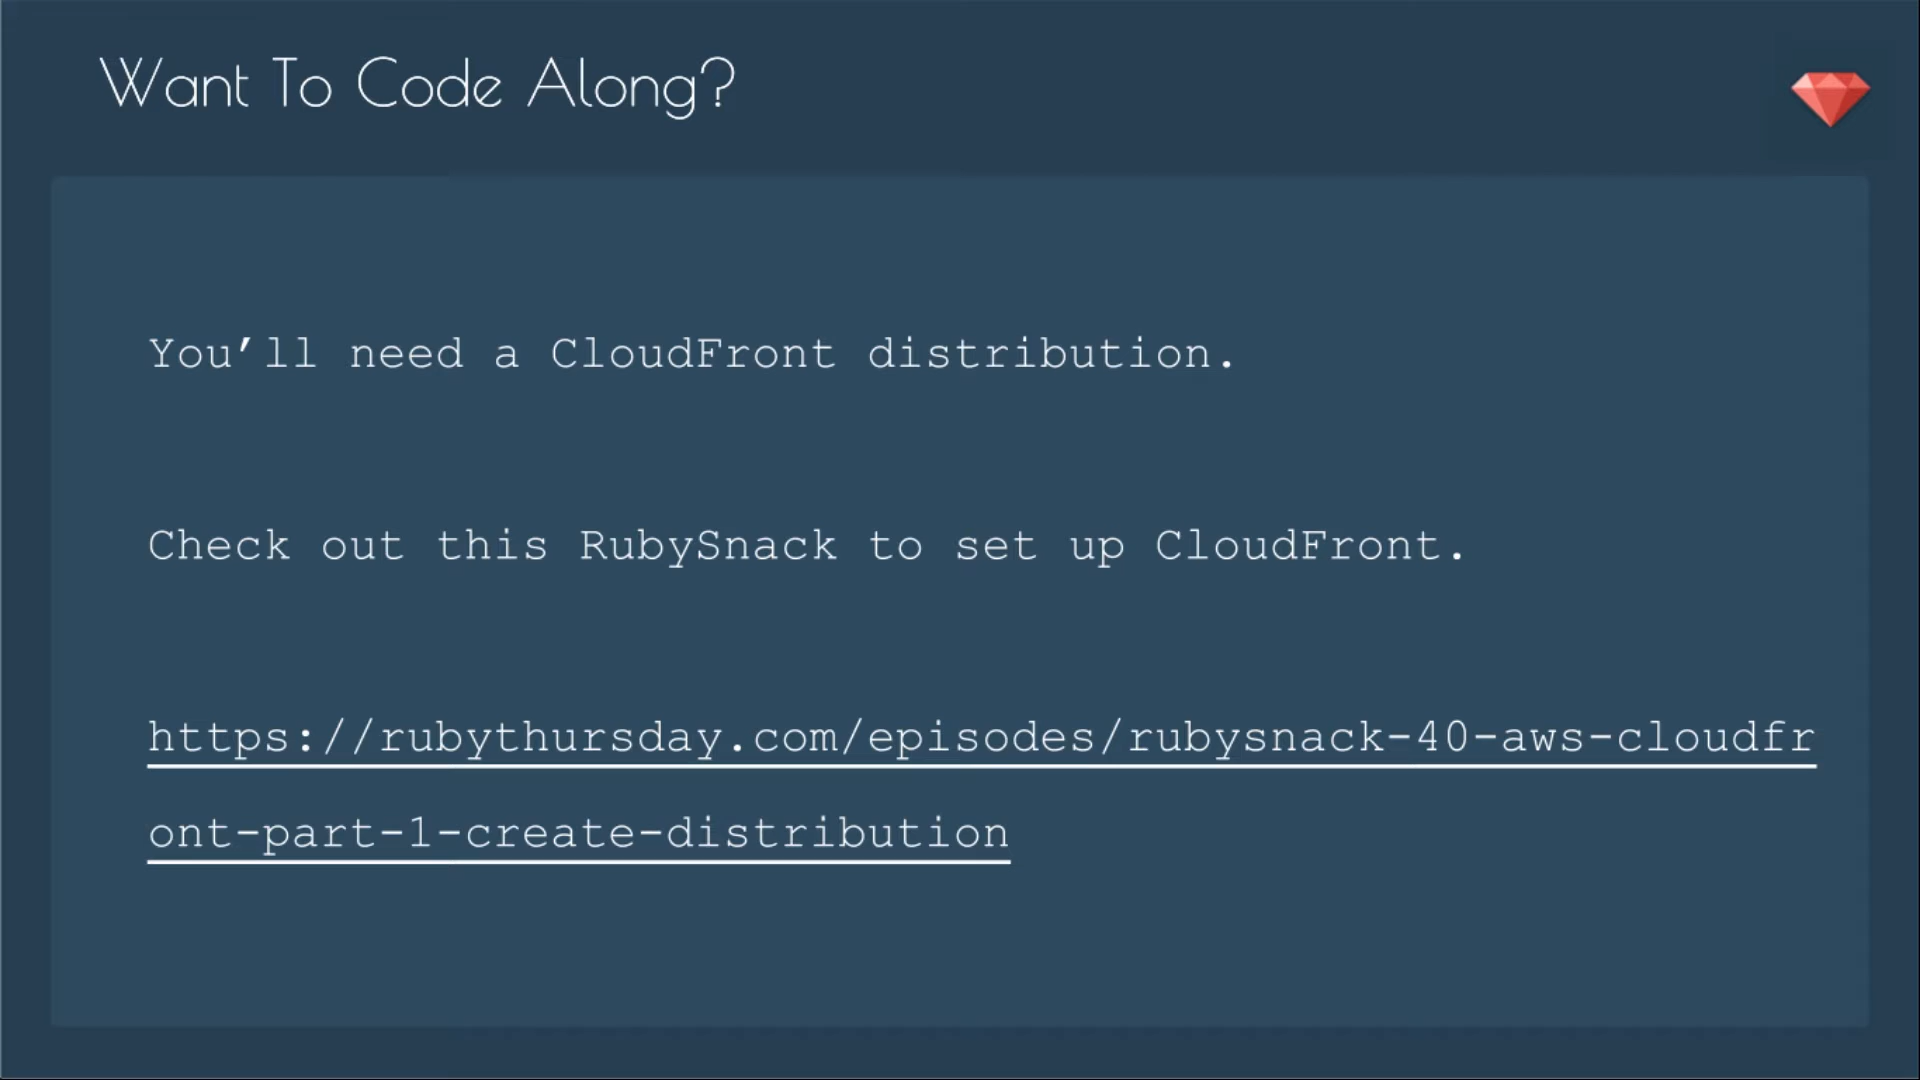 Want To Code Along?
You’ll need a CloudFront distribution.
Check out this RubySnack to set up CloudFront.
https://rubythursday.com/episodes/rubysnack-40-aws-cloudfr
ont-part-1-create-distribution